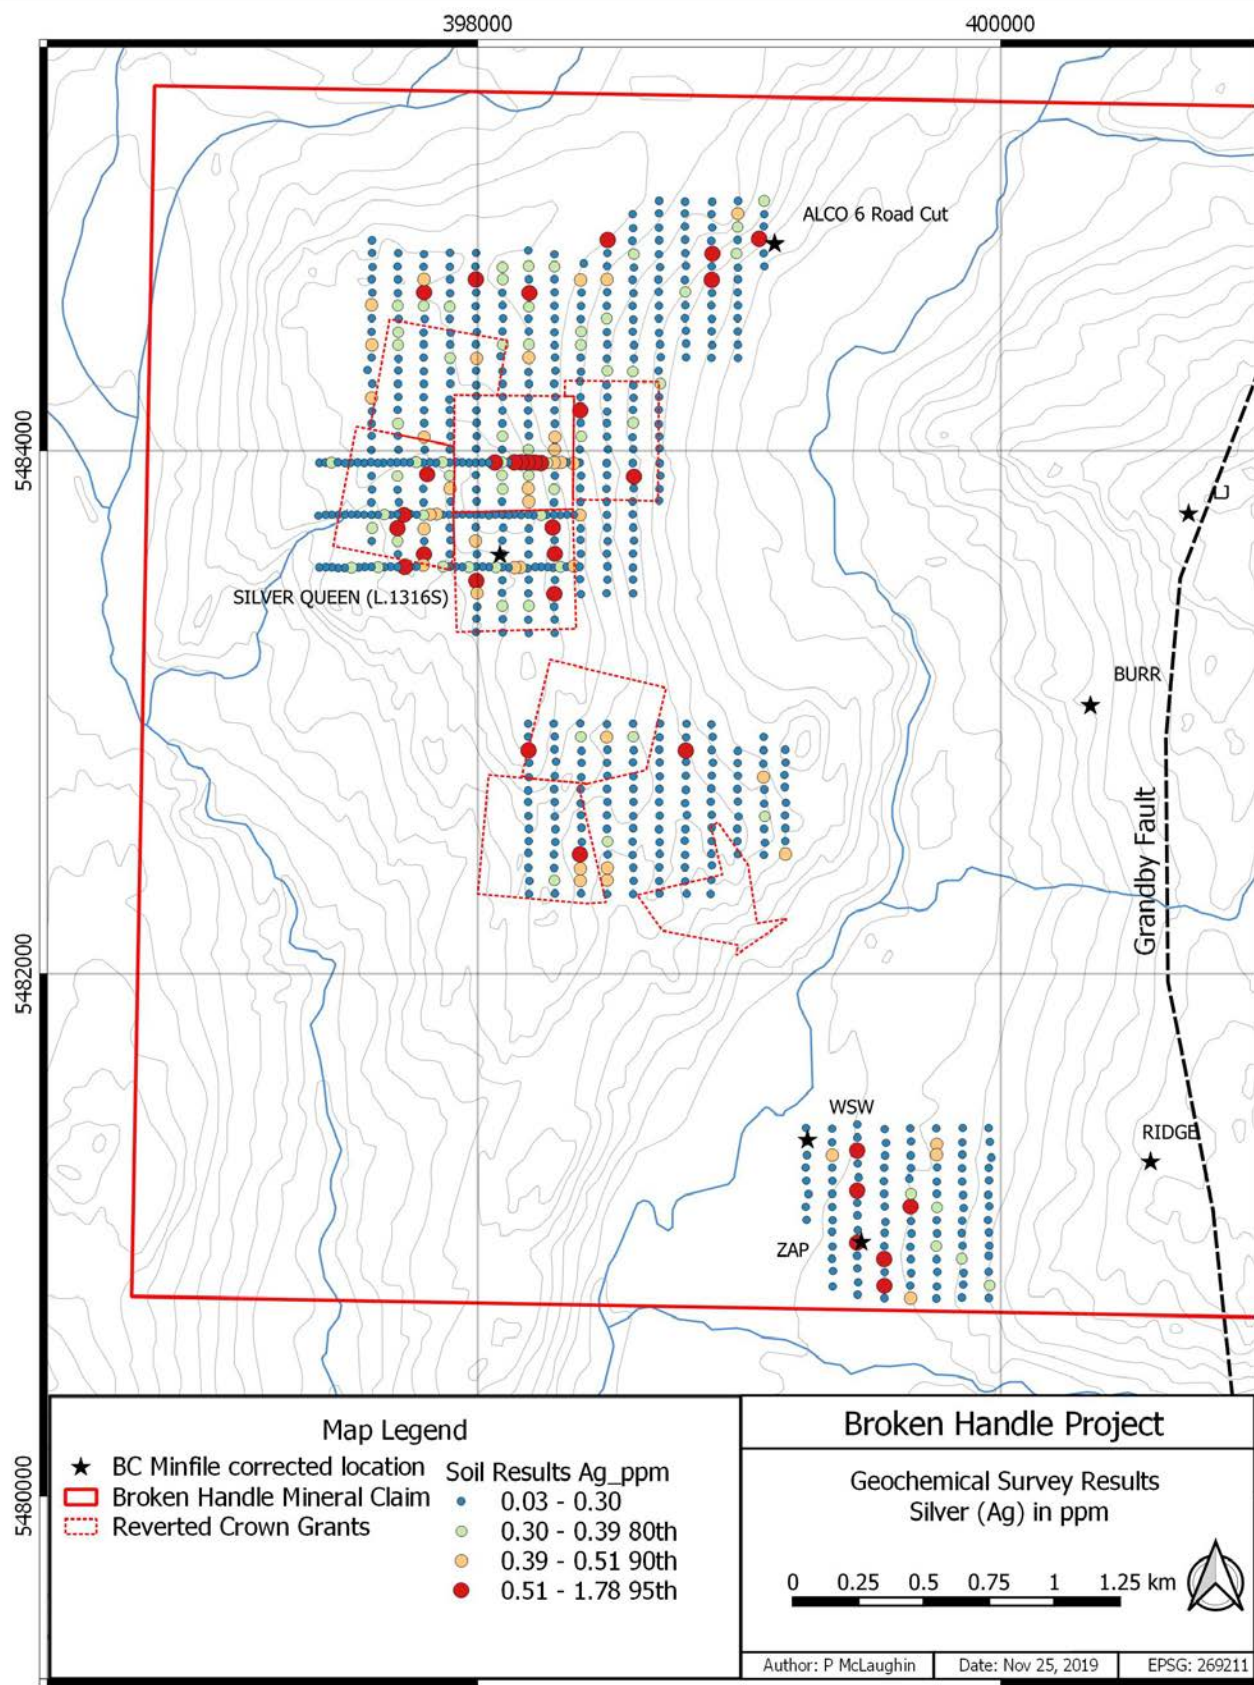 398000
400000
ALCO 6 Road Cut
5484000
SILVER QUEEN (L.1316S)
BURR
Grandby Fault
5482000
WSW
RIDGE
ZAP
5480000
Map Legend
BC Minfile corrected location
Broken Handle Mineral Claim
Reverted Crown Grants
Soil Results Ag_ppm
0.03 - 0.30
0.30 - 0.39 80th
0.39 - 0.51 90th
0.51 - 1.78 95th
Broken Handle Project
Geochemical Survey Results
Silver (Ag) in ppm
0 0.25 0.5 0.75 1 1.25 km
Author: P McLaughin
Date: Nov 25, 2019
EPSG: 269211